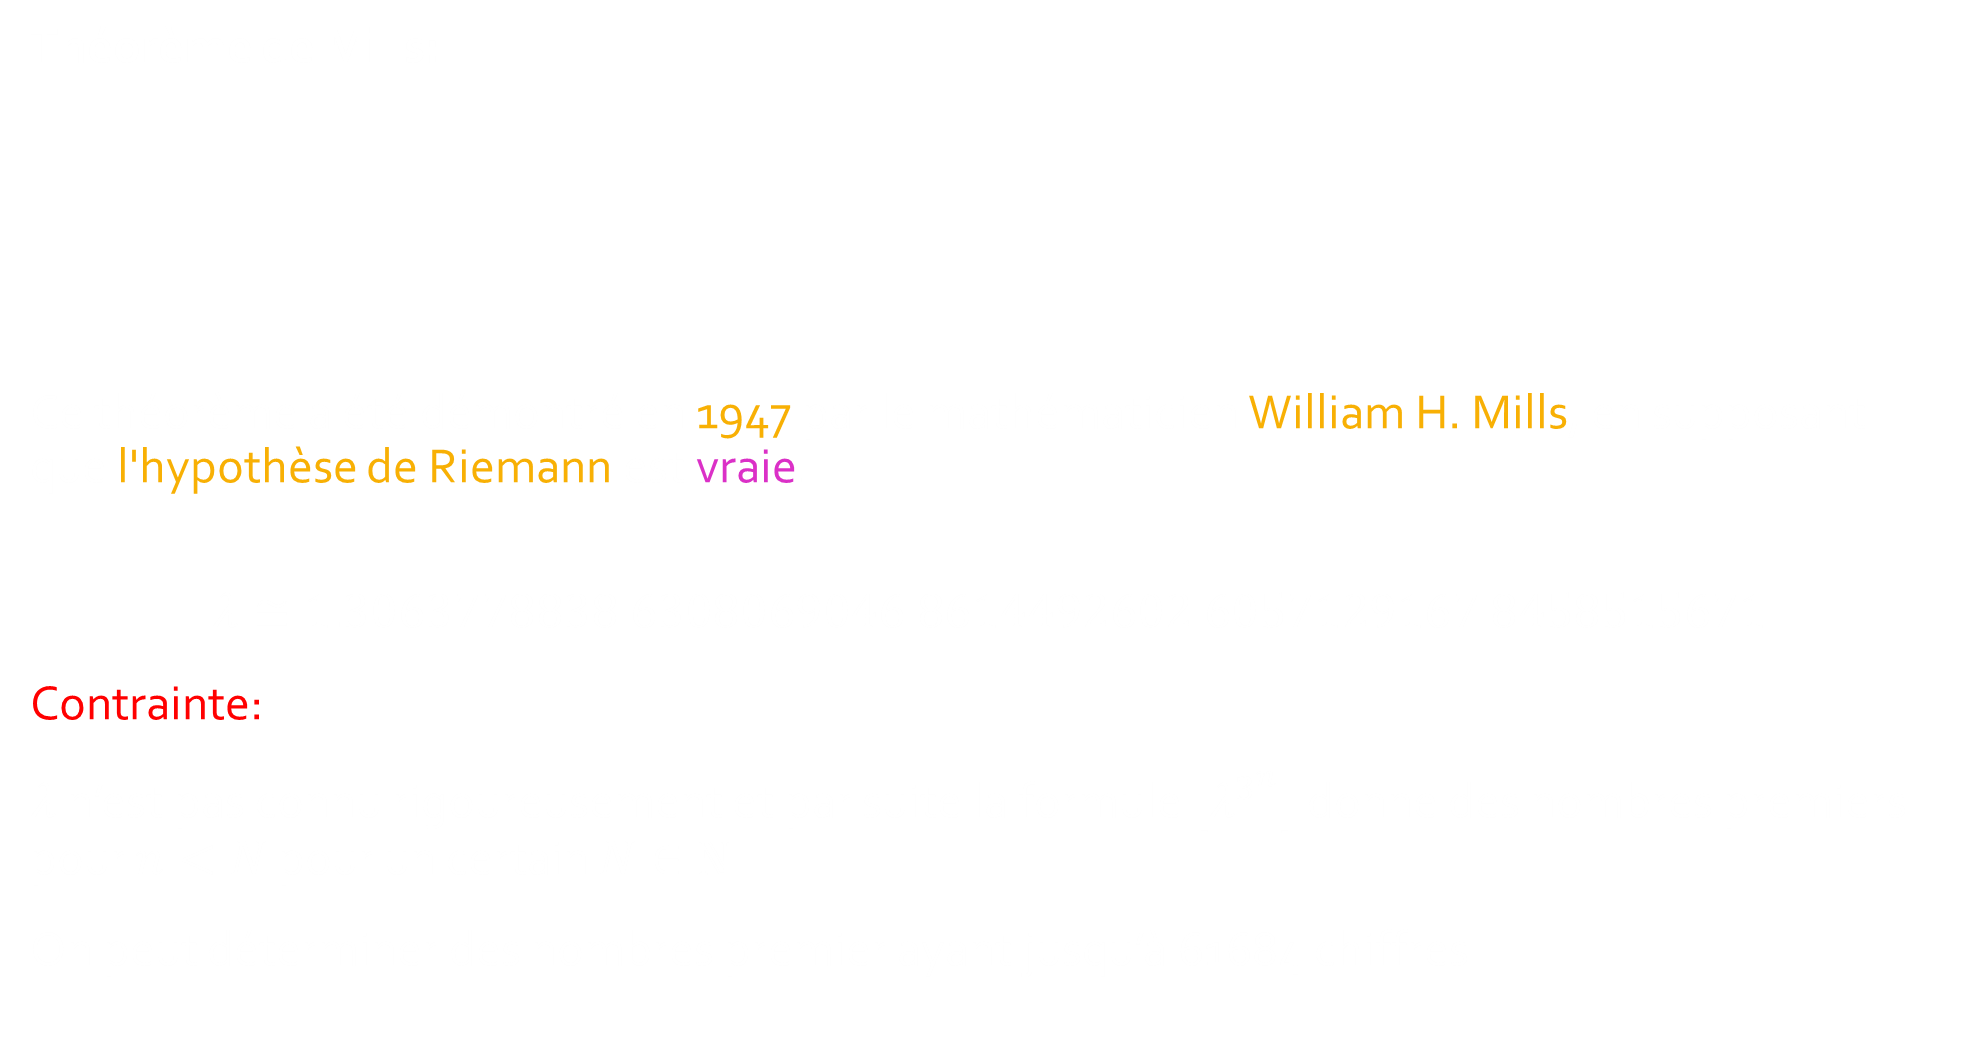 1947 William H. Mills
l'hypothèse de Riemann vraie
Contrainte: